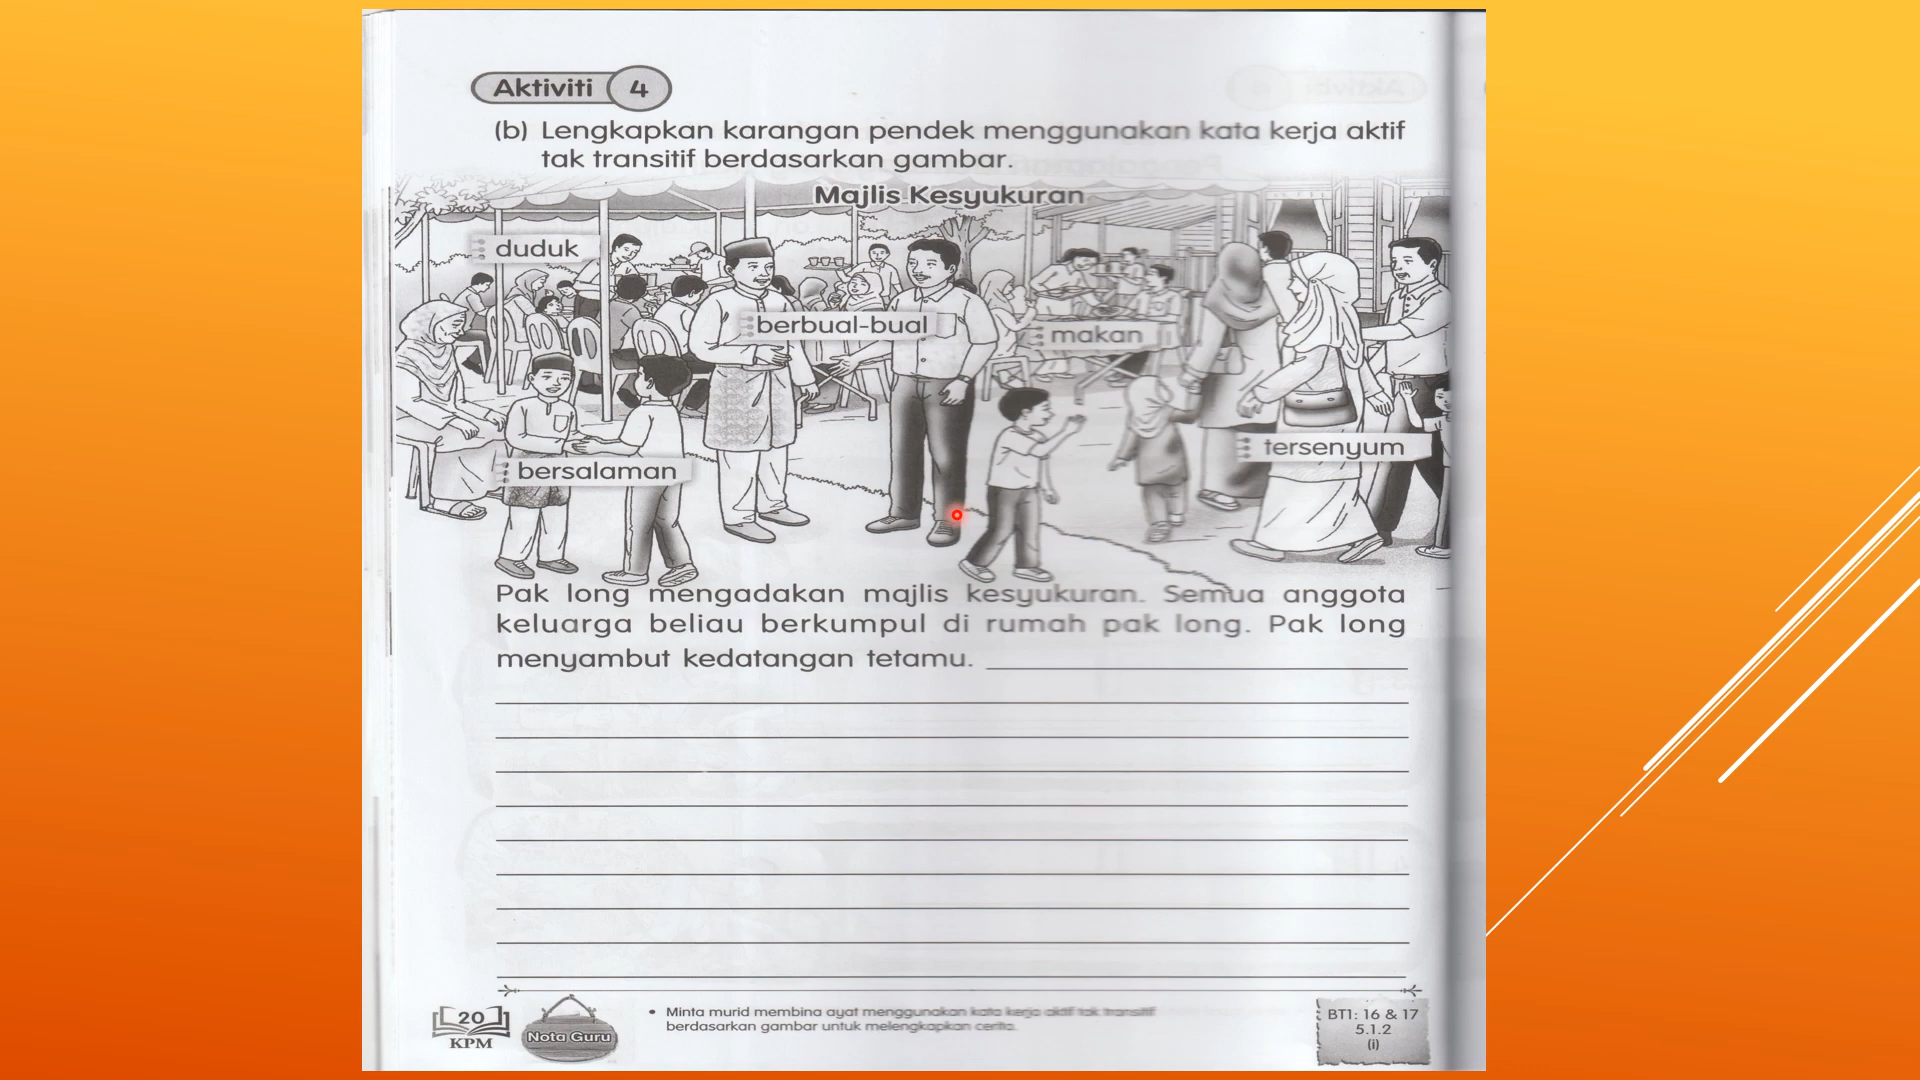 Aktiviti 4
(b) Lengkapkan karangan pendek menggunakan kata kerja aktif
tak transitif berdasarkan gambar.
Majlis Kesyukuran
duduk
berbual-bual
makan
tersenyum
bersalaman
Pak long mengadakan majlis kesyukuran. Semua anggota
keluarga beliau berkumpul di rumah pak long. Pak long
menyambut kedatangan tetamu.
20
KPM
Nota Guru
• Minta murid membina ayat menggunakan kata kerja aktif tak transitif
berdasarkan gambar untuk melengkapkan cerita.
BT1: 16 & 17
5.1.2
(i)